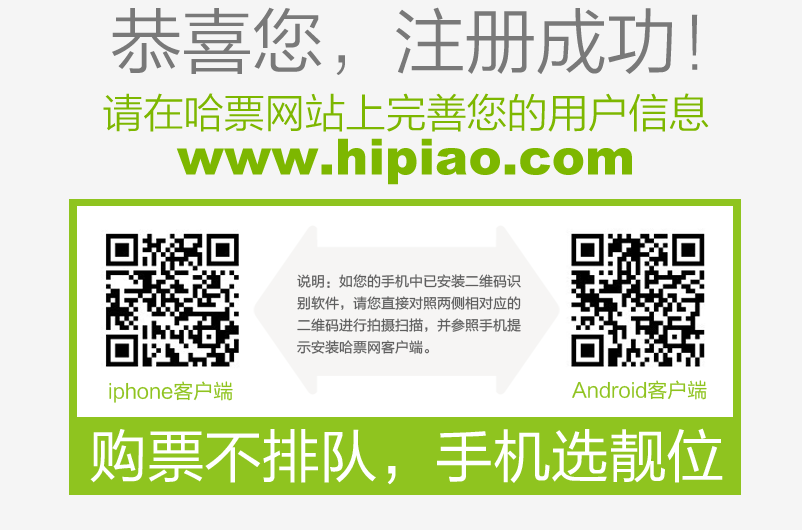 恭喜您，注册成功！
请在哈票网站上完善您的用户信息
www.hipiao.com
说明：如您的手机中已安装二维码识
别软件，请您直接对照两侧相对应的
二维码进行拍摄扫描，并参照手机提
示安装哈票网客户端。
iphone客户端
Android客户端
购票不排队，手机选靓位